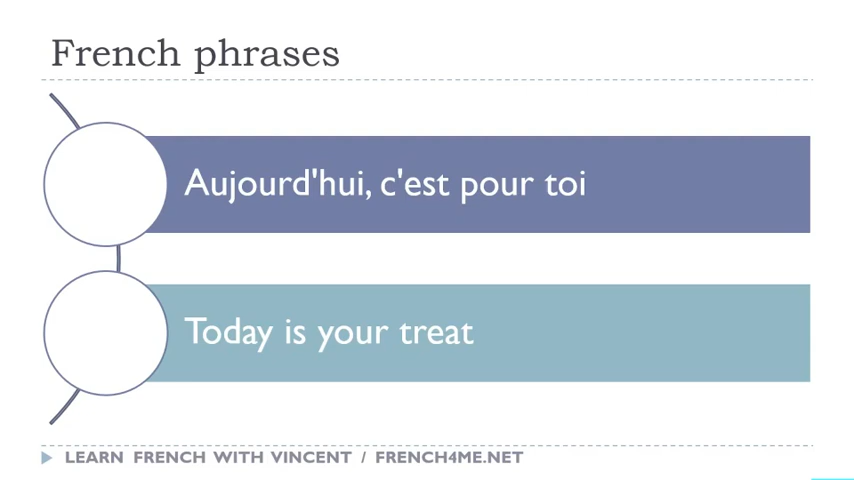 French phrases
Aujourd'hui, c'est pour toi
Today is your treat
LEARN FRENCH WITH VINCENT / FRENCH4ME.NET